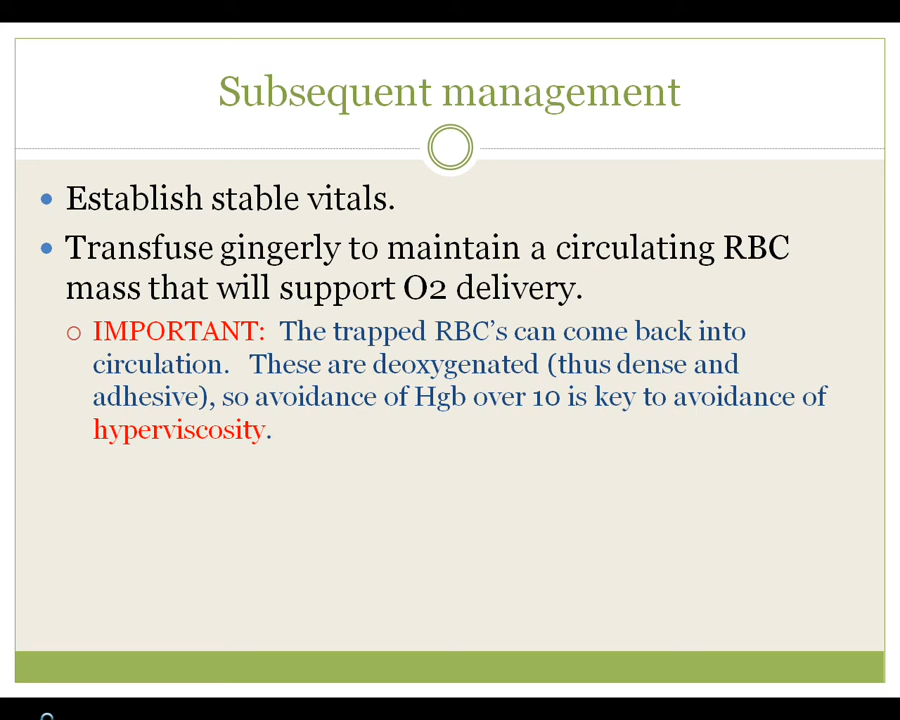 Subsequent management
Establish stable vitals.
Transfuse gingerly to maintain a circulating RBC
mass that will support O2 delivery.
IMPORTANT:  The trapped RBC's can come back into
circulation.   These are deoxygenated (thus dense and
adhesive), so avoidance of Hgb over 10 is key to avoidance of
hyperviscosity.